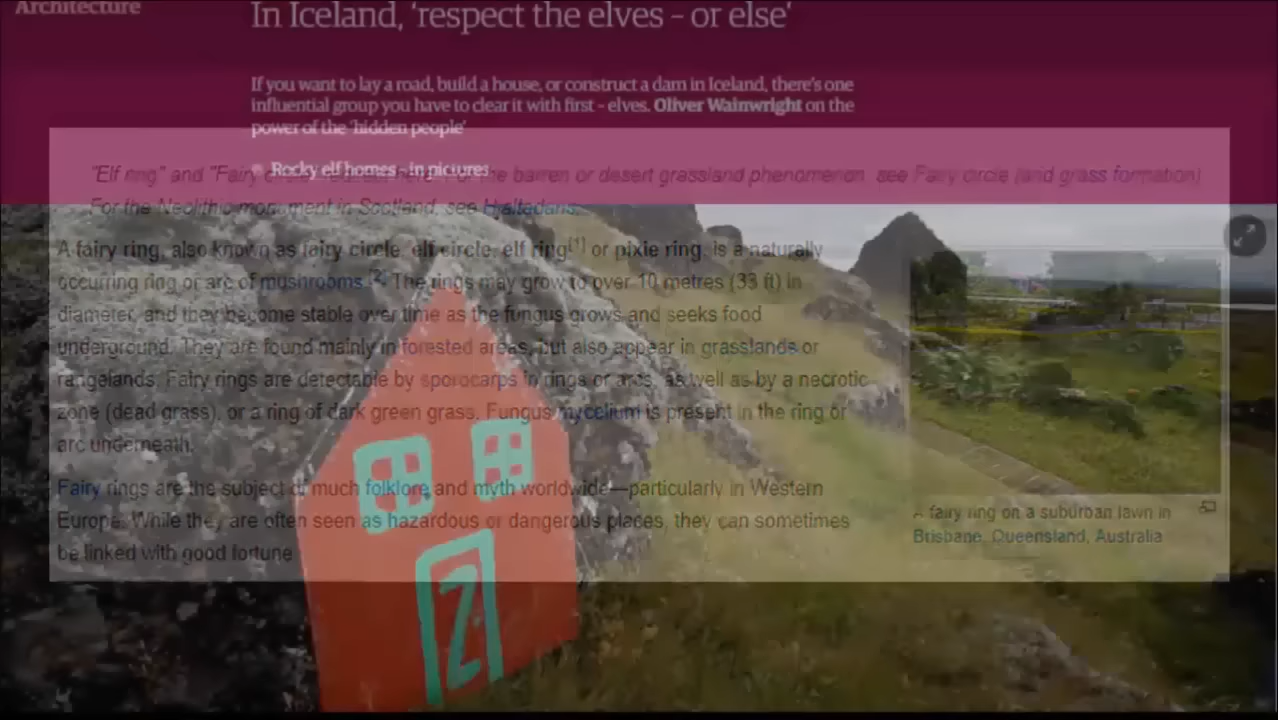 Architecture
In Iceland, 'respect the elves - or else'
If you want to lay a road, build a house, or construct a dam in Iceland, there's one
influential group you have to clear it with first - elves. Oliver Wainwright on the
power of the 'hidden people'
Rocky elf homes - in pictures
"Elf ring" and "Fairy the barren or desert grassland phenomenon, see Fairy circle (arid grass formation).
For the Neolithic monument in Scotland, see Hjaltadans.
A fairy ring, also known as fairy circle, elf circle, elf ring[1] or pixie ring, is a naturally
occurring ring or arc of mushrooms.[2] The rings may grow to over 10 metres (33 ft) in
diameter, and they become stable over time as the fungus grows and seeks food
underground. They are found mainly in forested areas, but also appear in grasslands or
rangelands. Fairy rings are detectable by sporocarps in rings or arcs, as well as by a necrotic
zone (dead grass), or a ring of dark green grass. Fungus mycelium is present in the ring or
arc underneath.
Fairy rings are the subject of much folklore and myth worldwide—particularly in Western
Europe. While they are often seen as hazardous or dangerous places, they can sometimes
be linked with good fortune
A fairy ring on a suburban lawn in
Brisbane, Queensland, Australia